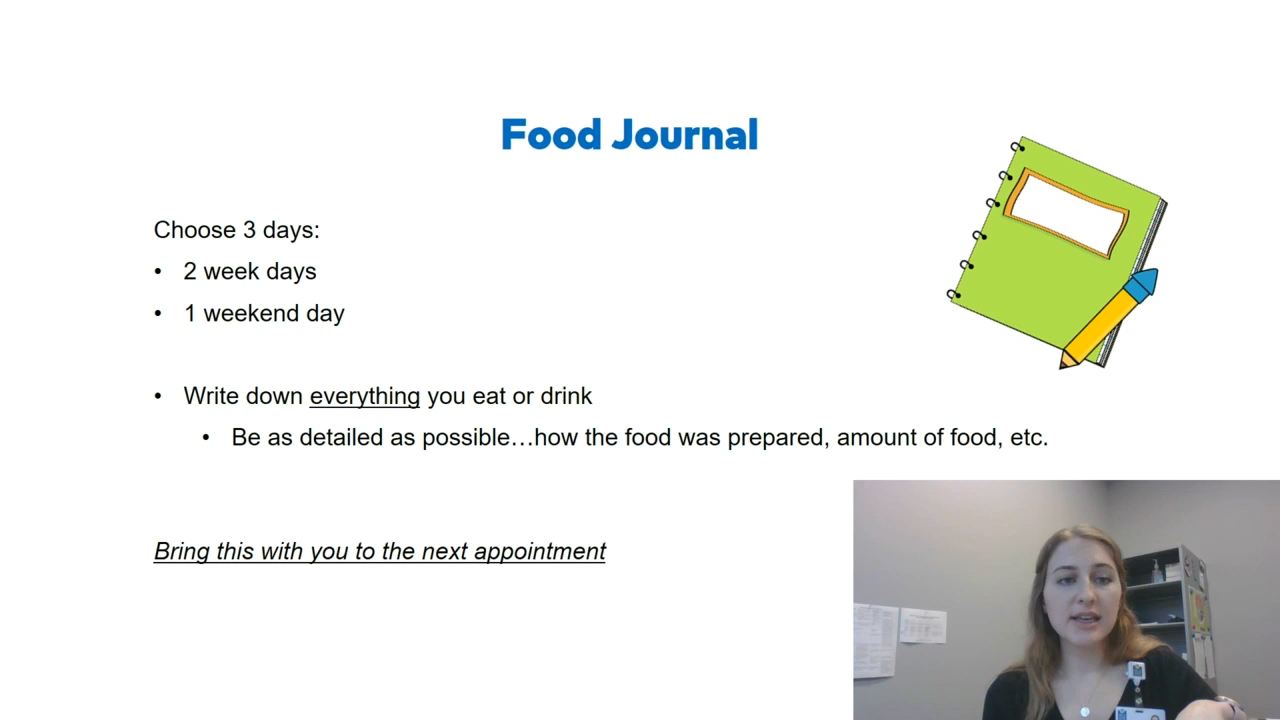 Food Journal
Choose 3 days:
• 2 week days
• 1 weekend day
• Write down everything you eat or drink
• Be as detailed as possible…how the food was prepared, amount of food, etc.
Bring this with you to the next appointment